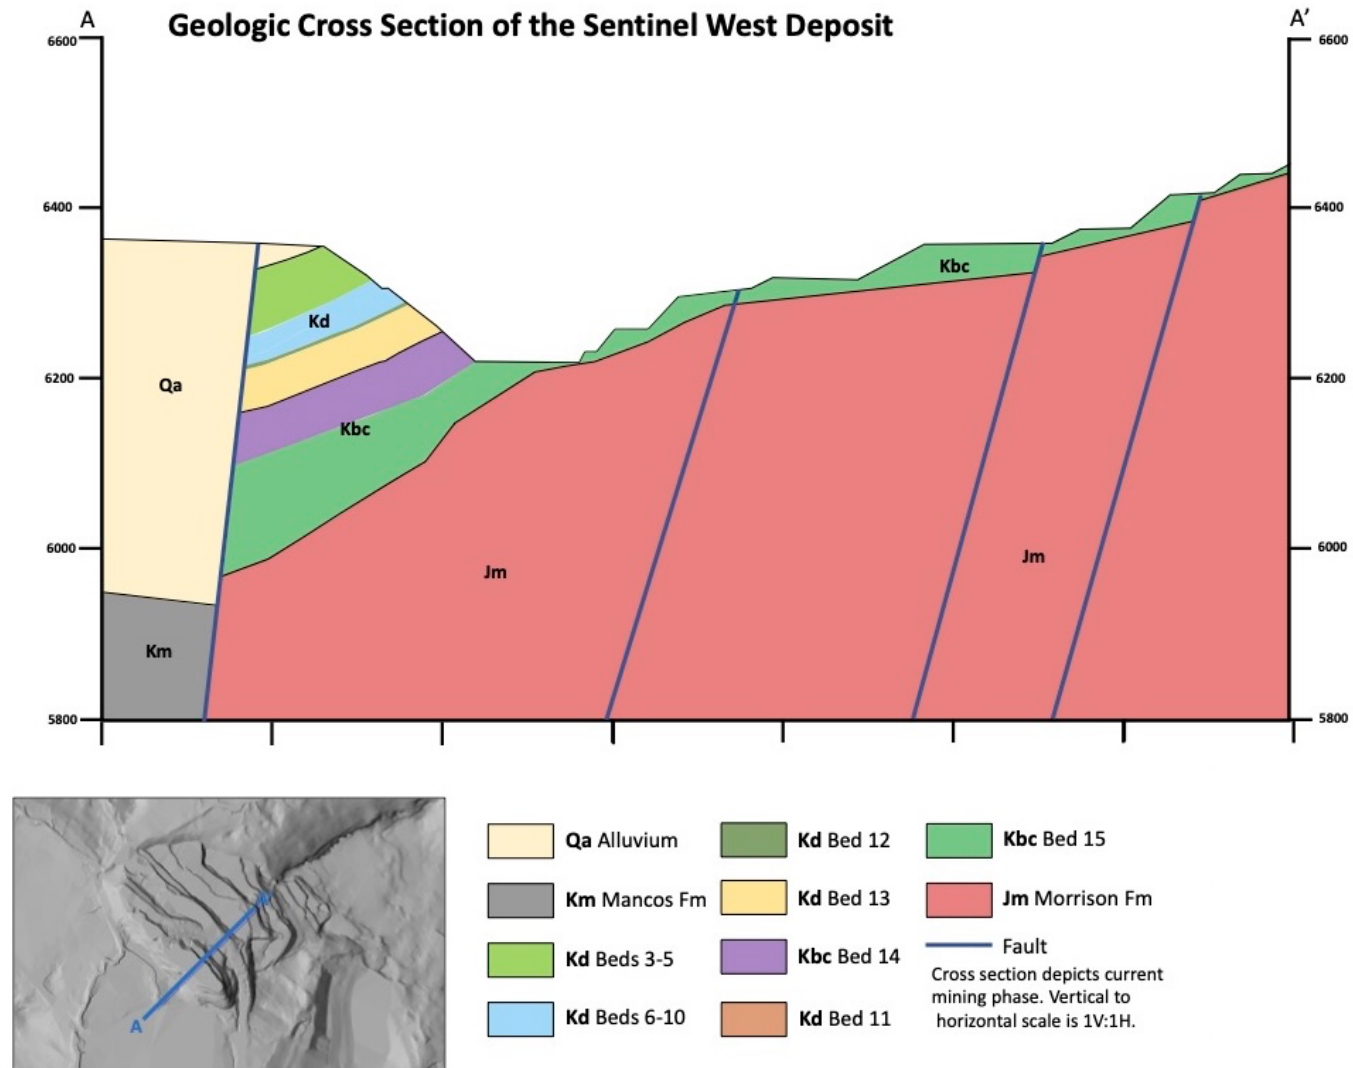 A
Geologic Cross Section of the Sentinel West Deposit
A’
6600
6600
6400
6400
Kbc
Kd
Qa
6200
6200
Kbc
6000
6000
Jm
Jm
Km
5800
5800
A
Qa Alluvium
Kd Bed 12
Kbc Bed 15
Km Mancos Fm
Kd Bed 13
Jm Morrison Fm
Kd Beds 3-5
Kbc Bed 14
Fault
Kd Beds 6-10
Kd Bed 11
Cross section depicts current
mining phase. Vertical to
horizontal scale is 1V:1H.